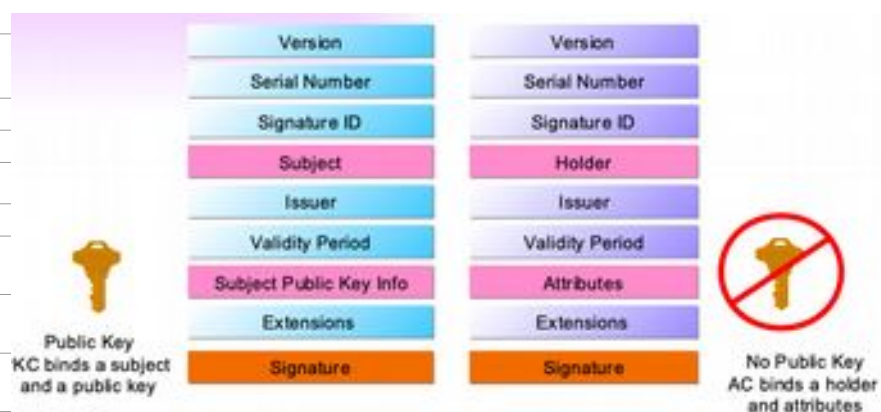 Version
Serial Number
Signature ID
Subject
Issuer
Validity Period
Subject Public Key Info
Extensions
Signature
Version
Serial Number
Signature ID
Holder
Issuer
Validity Period
Attributes
Extensions
Signature
Public Key
KC binds a subject
and a public key
No Public Key
AC binds a holder
and attributes